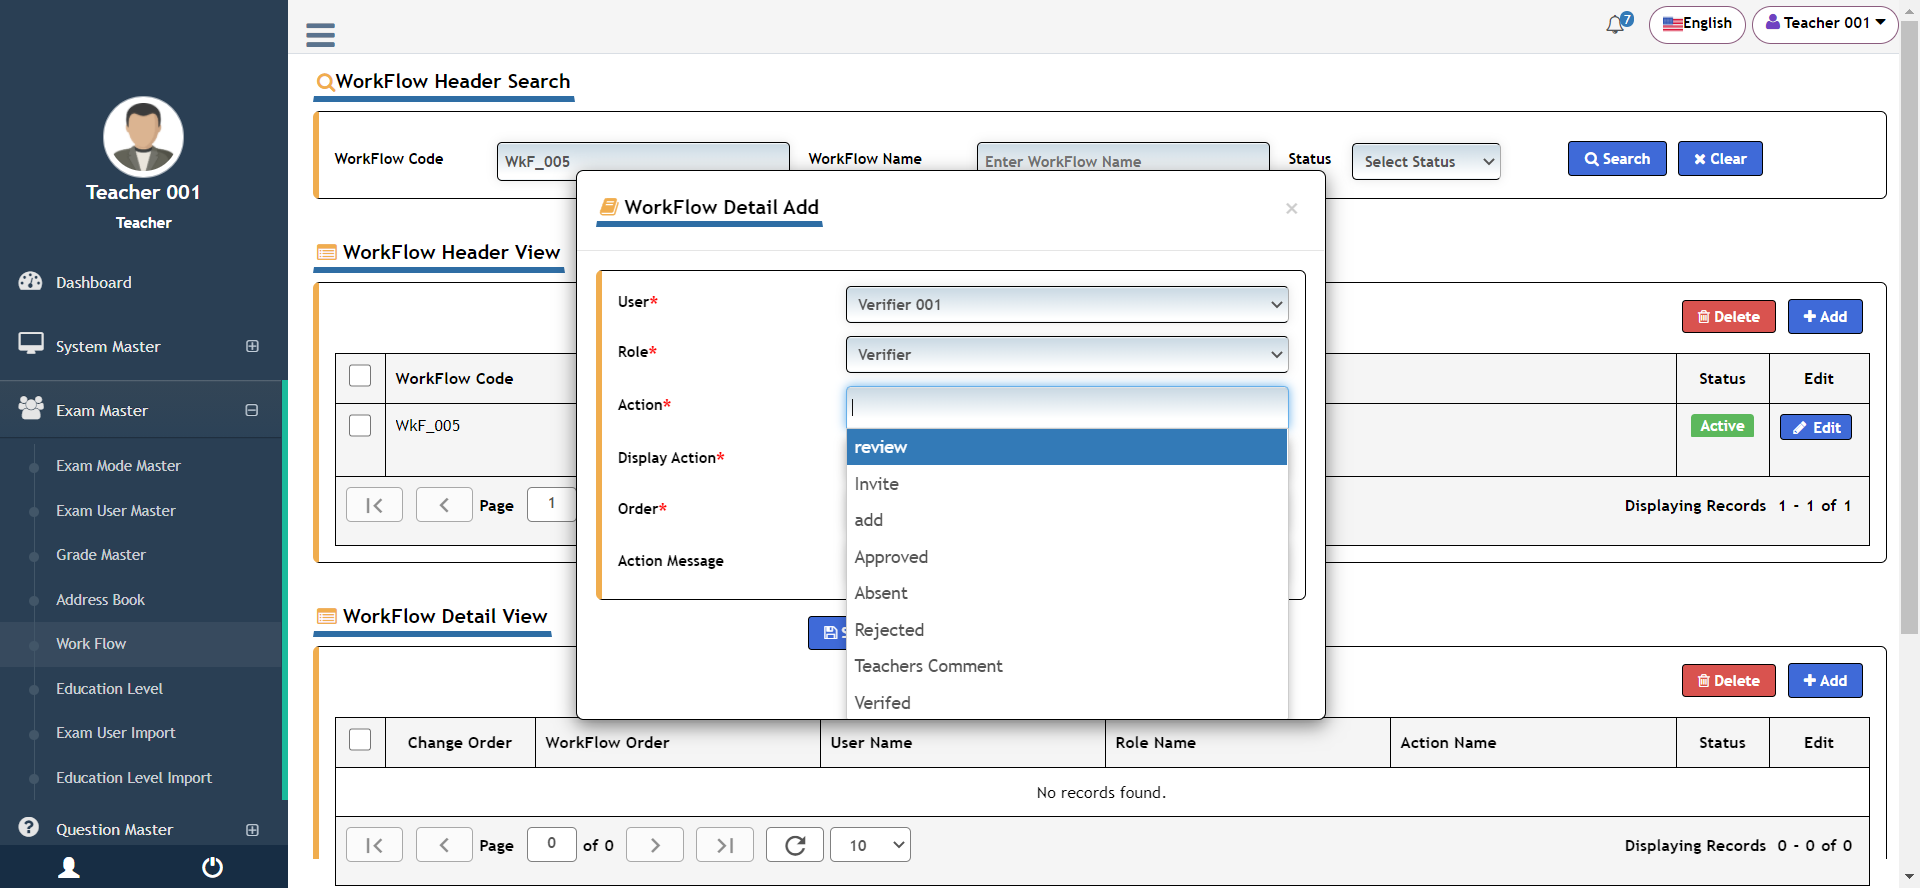 7
English
Teacher 001
Teacher 001
Teacher
Dashboard
System Master
Exam Master
Exam Mode Master
Exam User Master
Grade Master
Address Book
Work Flow
Education Level
Exam User Import
Education Level Import
Question Master
WorkFlow Header Search
WorkFlow Code
WkF_005
WorkFlow Name
Enter WorkFlow Name
Status
Select Status
Search
Clear
WorkFlow Header View
Delete
Add
WorkFlow Code
Status
Edit
WkF_005
Active
Edit
Page
1
Displaying Records 1 - 1 of 1
WorkFlow Detail Add
×
User*
Verifier 001
Role*
Verifier
Action*
review
Invite
add
Approved
Absent
Rejected
Teachers Comment
Verifed
Display Action*
Order*
Action Message
WorkFlow Detail View
Delete
Add
Change Order
WorkFlow Order
User Name
Role Name
Action Name
Status
Edit
No records found.
Page
0
of 0
10
Displaying Records 0 - 0 of 0